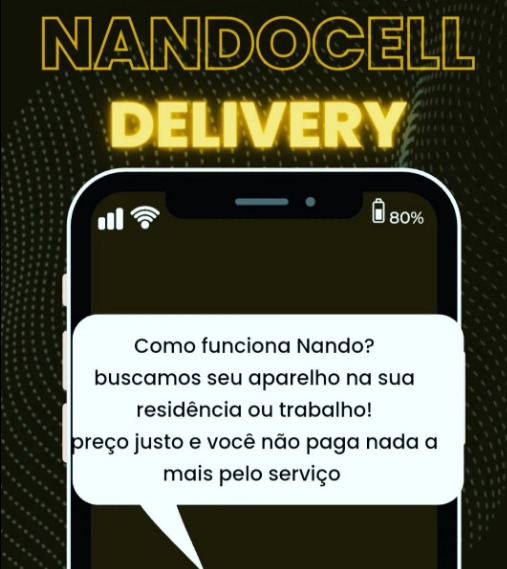 NANDOCELL
DELIVERY
80%
Como funciona Nando?
buscamos seu aparelho na sua
residência ou trabalho!
preço justo e você não paga nada a
mais pelo serviço